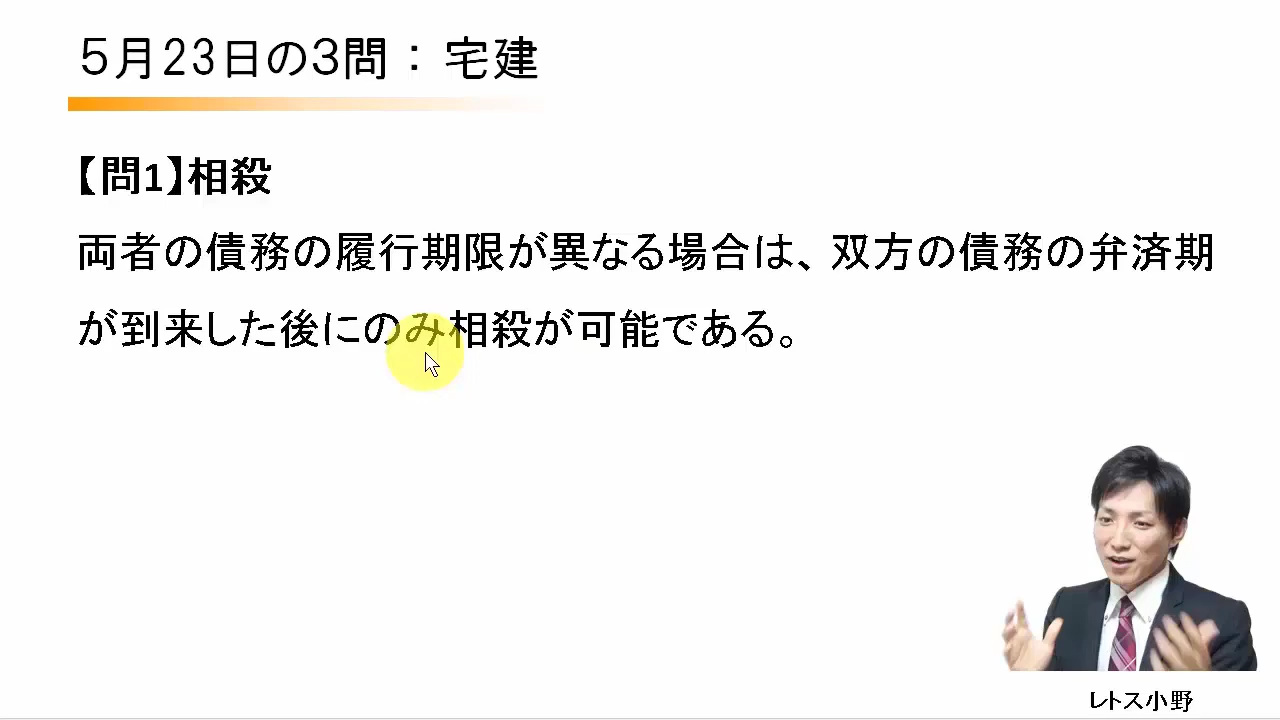 ５月23日の３問：宅建
【問1】相殺
両者の債務の履行期限が異なる場合は、双方の債務の弁済期
が到来した後にのみ相殺が可能である。
レトス小野